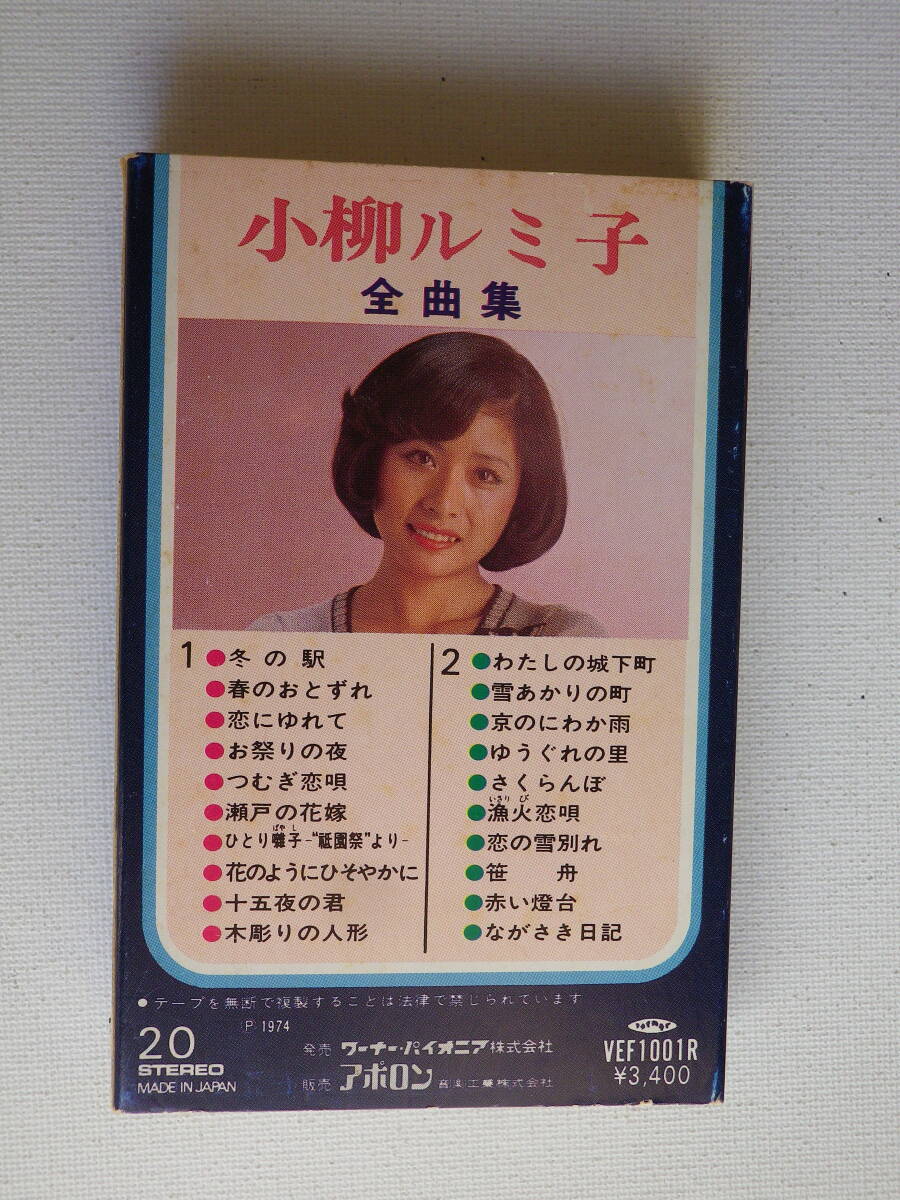 小柳ルミ子
全曲集
1
●冬の駅
●春のおとずれ
●恋にゆれて
●お祭りの夜
●つむぎ恋唄
●瀬戸の花嫁
ばやし
●ひとり囃子-“祗園祭”より-
●花のようにひそやかに
●十五夜の君
●木彫りの人形
2
●わたしの城下町
●雪あかりの町
●京のにわか雨
●ゆうぐれの里
●さくらんぼ
いさり び
●漁火恋唄
●恋の雪別れ
●笹 舟
●赤い燈台
●ながさき日記
●テープを無断で複製することは法律で禁じられています
20
STEREO
MADE IN JAPAN
Ⓟ 1974
発売 ワーナー・パイオニア株式会社
販売 アポロン 音楽工業株式会社
VEF1001R
¥3,400